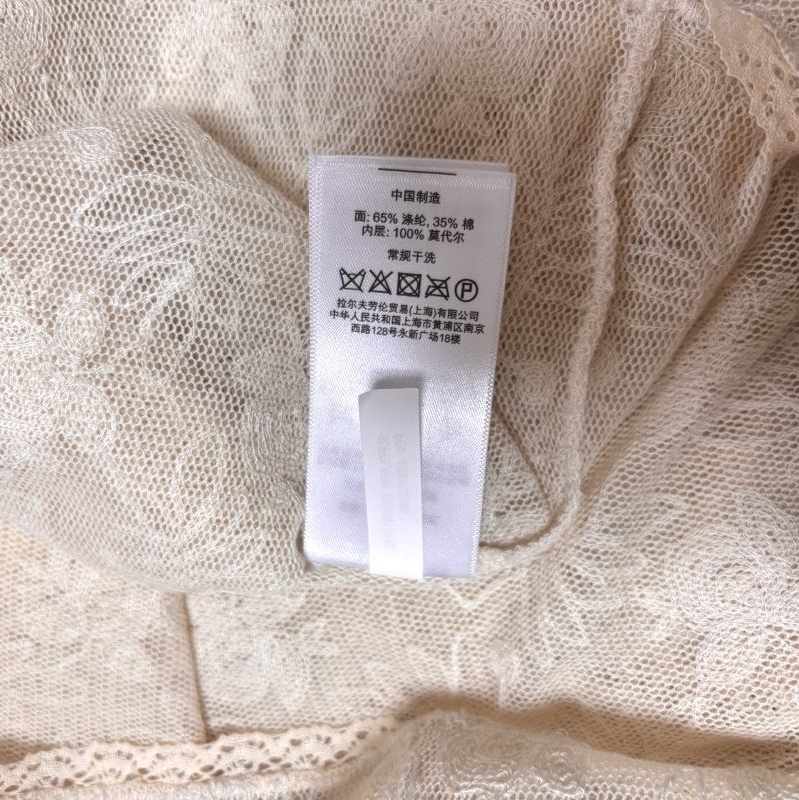 中国制造
面: 65% 涤纶, 35% 棉
内层: 100% 莫代尔
常规干洗
P
拉尔夫劳伦贸易(上海)有限公司
中华人民共和国上海市黄浦区南京
西路128号永新广场18楼